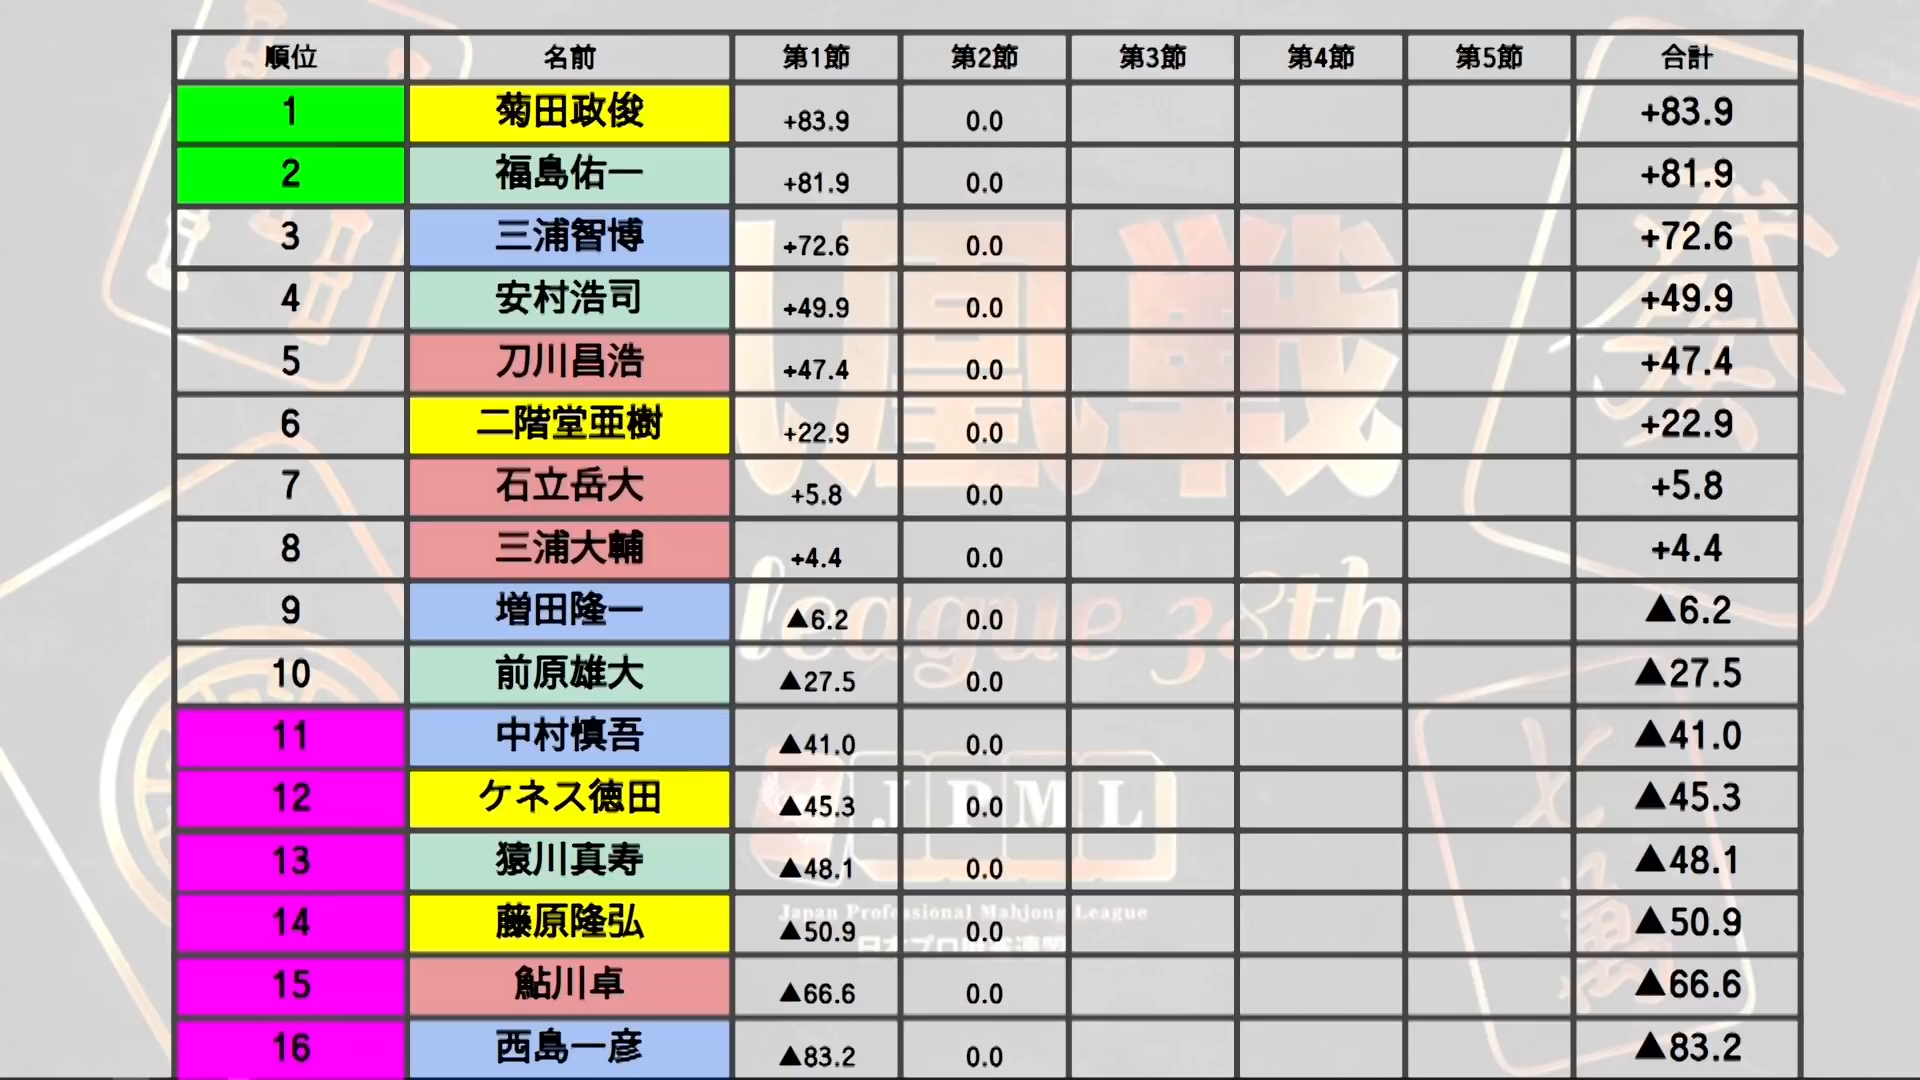 順位 名前 第1節 第2節 第3節 第4節 第5節 合計
1 菊田政俊 +83.9 0.0 +83.9
2 福島佑一 +81.9 0.0 +81.9
3 三浦智博 +72.6 0.0 +72.6
4 安村浩司 +49.9 0.0 +49.9
5 刀川昌浩 +47.4 0.0 +47.4
6 二階堂亜樹 +22.9 0.0 +22.9
7 石立岳大 +5.8 0.0 +5.8
8 三浦大輔 +4.4 0.0 +4.4
9 増田隆一 ▲6.2 0.0 ▲6.2
10 前原雄大 ▲27.5 0.0 ▲27.5
11 中村慎吾 ▲41.0 0.0 ▲41.0
12 ケネス徳田 ▲45.3 0.0 ▲45.3
13 猿川真寿 ▲48.1 0.0 ▲48.1
14 藤原隆弘 ▲50.9 0.0 ▲50.9
15 鮎川卓 ▲66.6 0.0 ▲66.6
16 西島一彦 ▲83.2 0.0 ▲83.2
凰戦
league 38th
JPML
Japan Professional Mahjong League